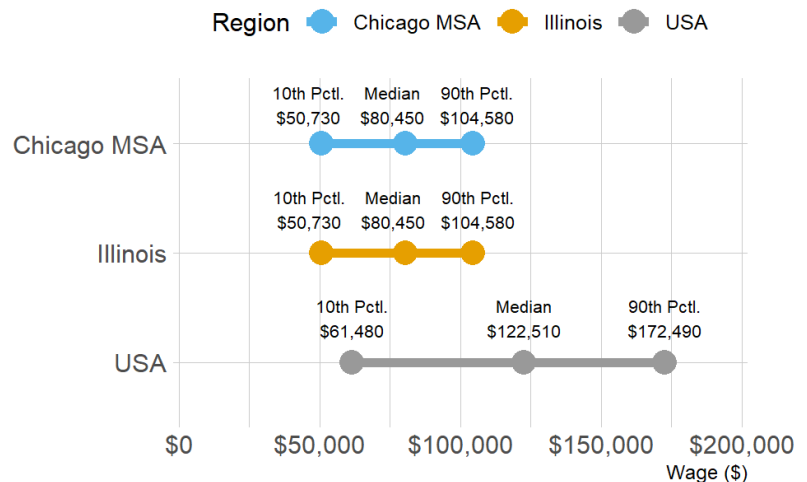 Region Chicago MSA Illinois USA
10th Pctl. Median 90th Pctl.
$50,730 $80,450 $104,580
Chicago MSA
10th Pctl. Median 90th Pctl.
$50,730 $80,450 $104,580
Illinois
10th Pctl. Median 90th Pctl.
$61,480 $122,510 $172,490
USA
$0 $50,000 $100,000 $150,000 $200,000
Wage ($)